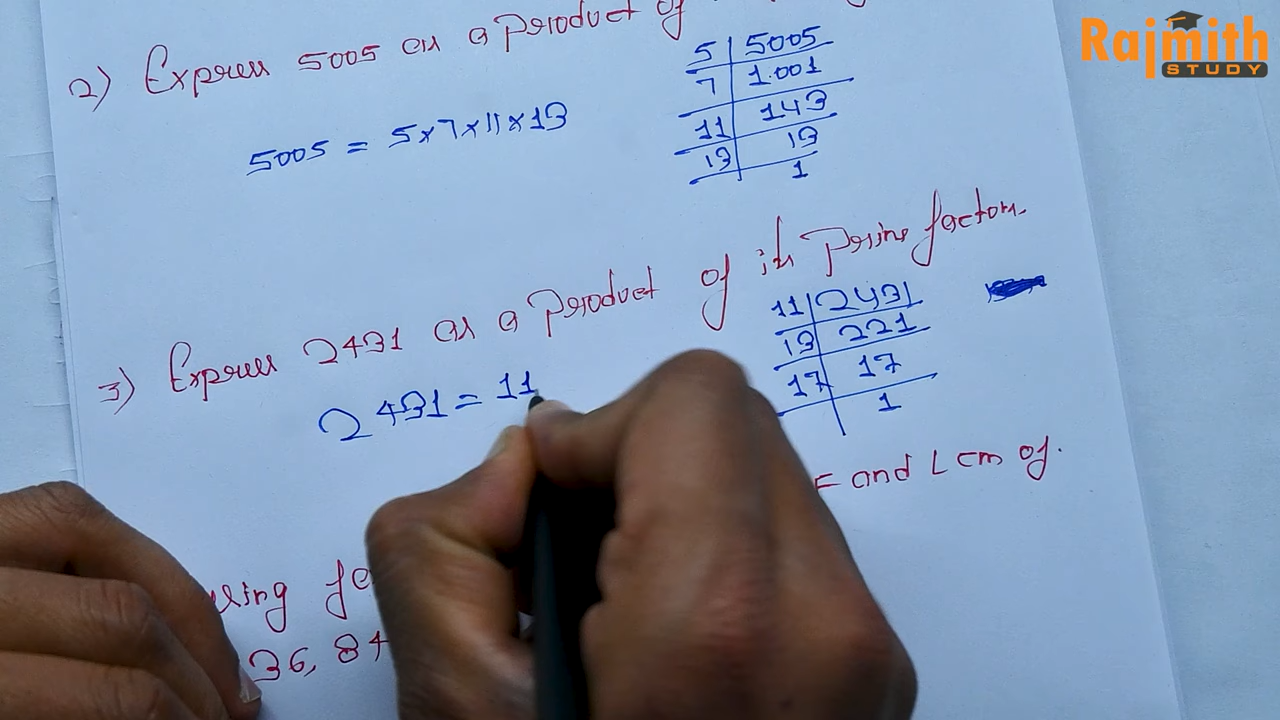 Rajmith
STUDY
2) Express 5005 as a product of
5 | 5005
7 | 1001
11 | 143
13 | 13
1
5005 = 5×7×11×13
3) Express 2431 as a product of its prime factors.
11 | 2431
13 | 221
17 | 17
1
2431 = 11
and LCM of.
36, 84